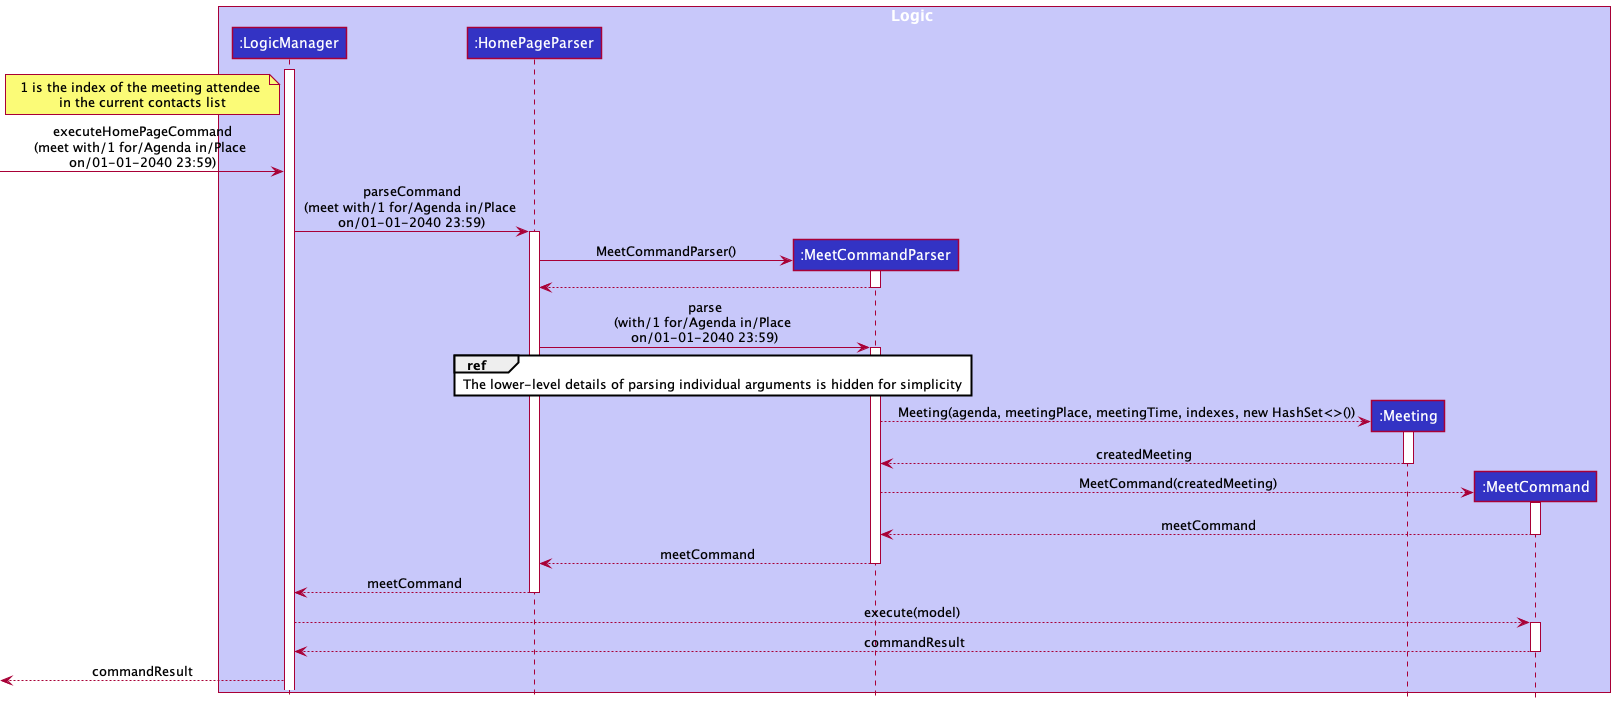 Logic
:LogicManager
:HomePageParser
1 is the index of the meeting attendee
in the current contacts list
executeHomePageCommand
(meet with/1 for/Agenda in/Place
on/01-01-2040 23:59)
parseCommand
(meet with/1 for/Agenda in/Place
on/01-01-2040 23:59)
MeetCommandParser()
:MeetCommandParser
parse
(with/1 for/Agenda in/Place
on/01-01-2040 23:59)
ref
The lower-level details of parsing individual arguments is hidden for simplicity
Meeting(agenda, meetingPlace, meetingTime, indexes, new HashSet<>())
:Meeting
createdMeeting
MeetCommand(createdMeeting)
:MeetCommand
meetCommand
meetCommand
meetCommand
execute(model)
commandResult
commandResult